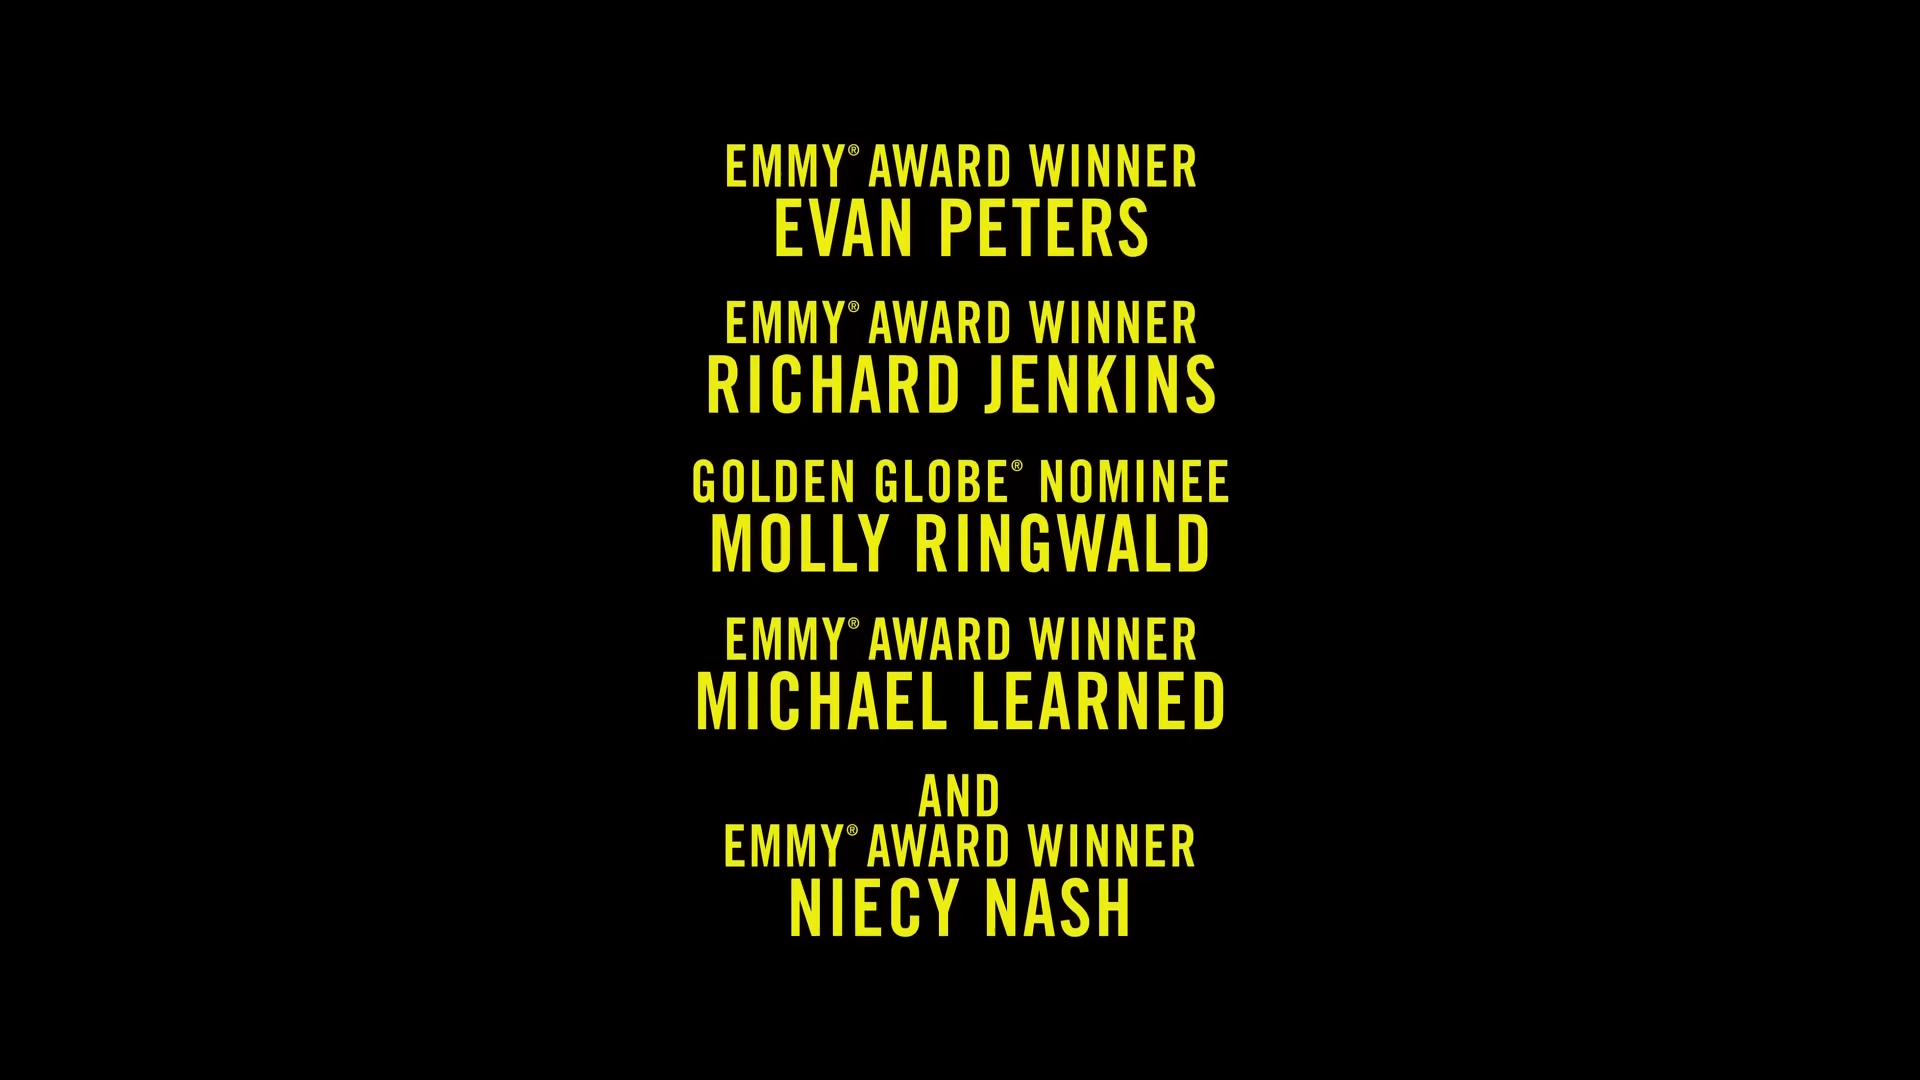 EMMY® AWARD WINNER
EVAN PETERS
EMMY® AWARD WINNER
RICHARD JENKINS
GOLDEN GLOBE® NOMINEE
MOLLY RINGWALD
EMMY® AWARD WINNER
MICHAEL LEARNED
AND
EMMY® AWARD WINNER
NIECY NASH